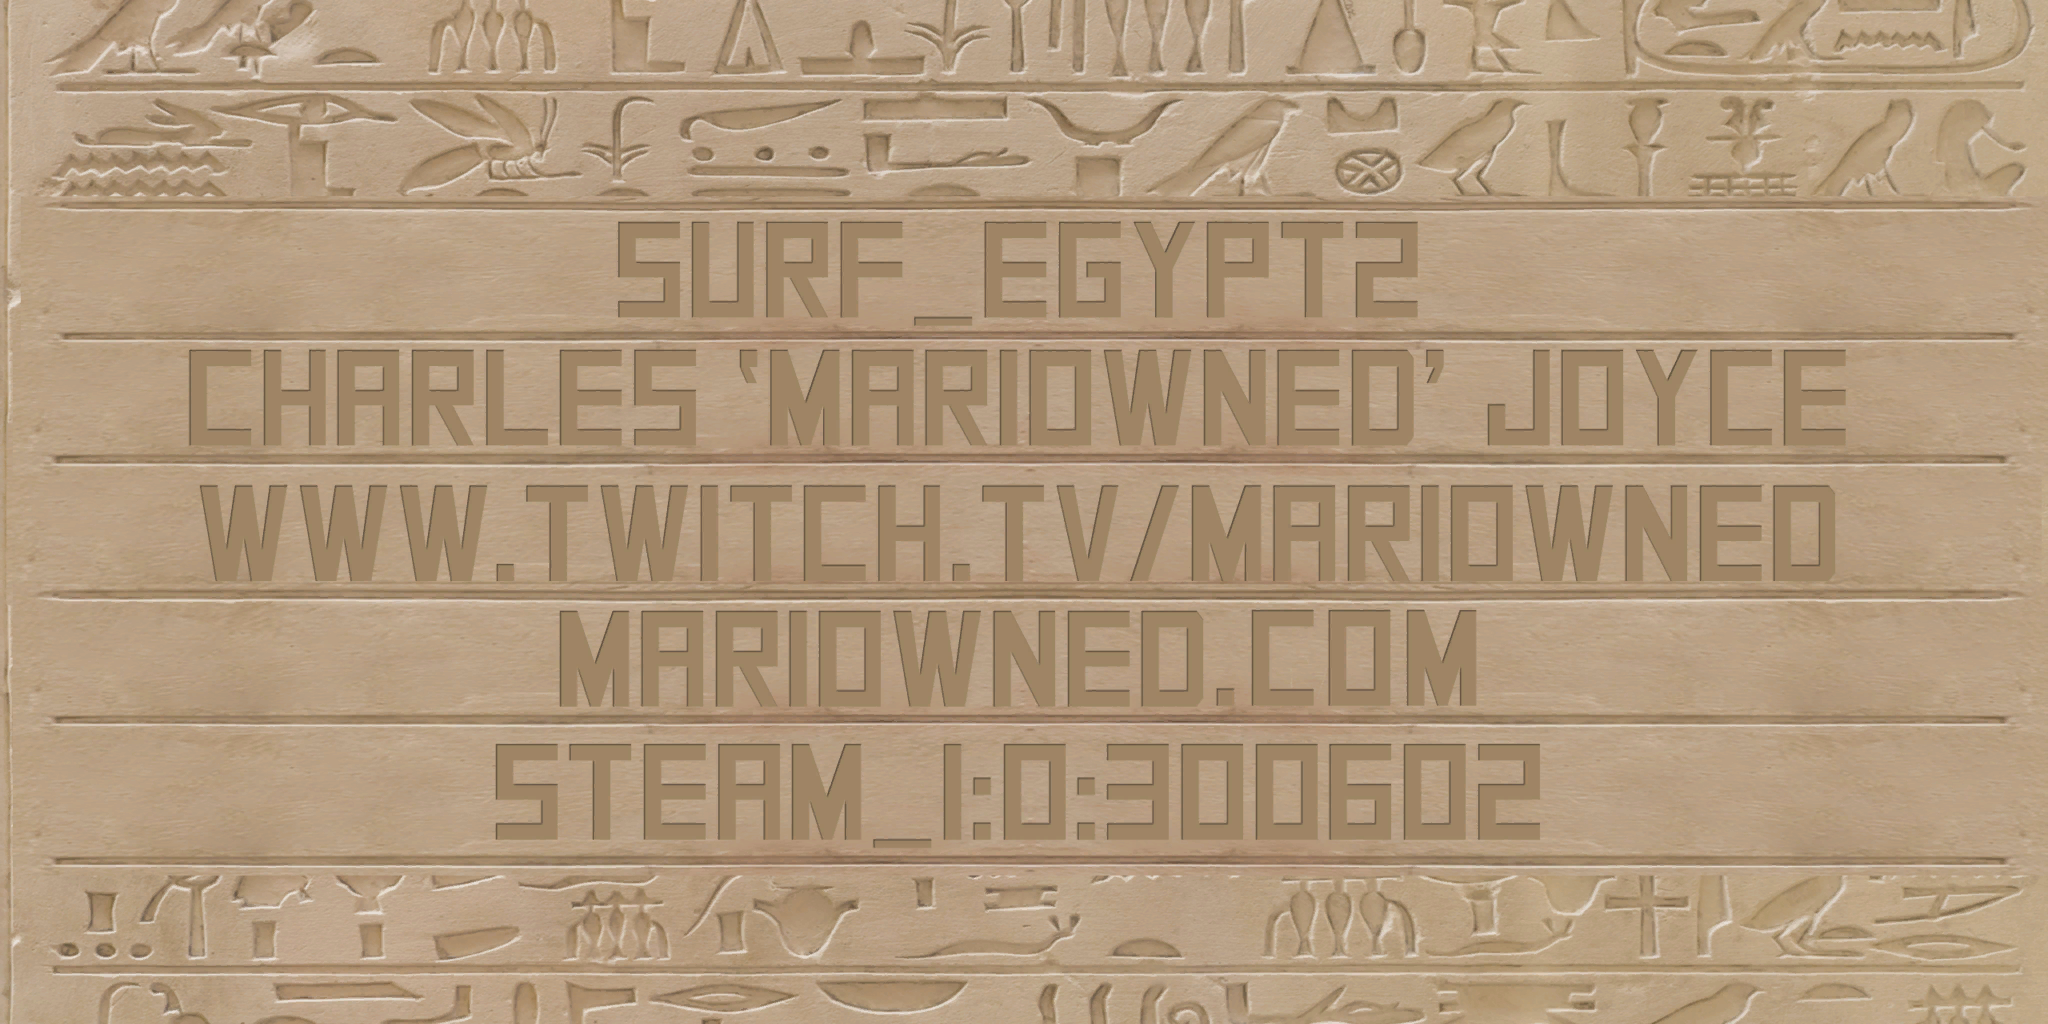 SURF_EGYPT2
CHARLES 'MARIOWNED' JOYCE
WWW.TWITCH.TV/MARIOWNED
MARIOWNED.COM
STEAM_1:0:300602